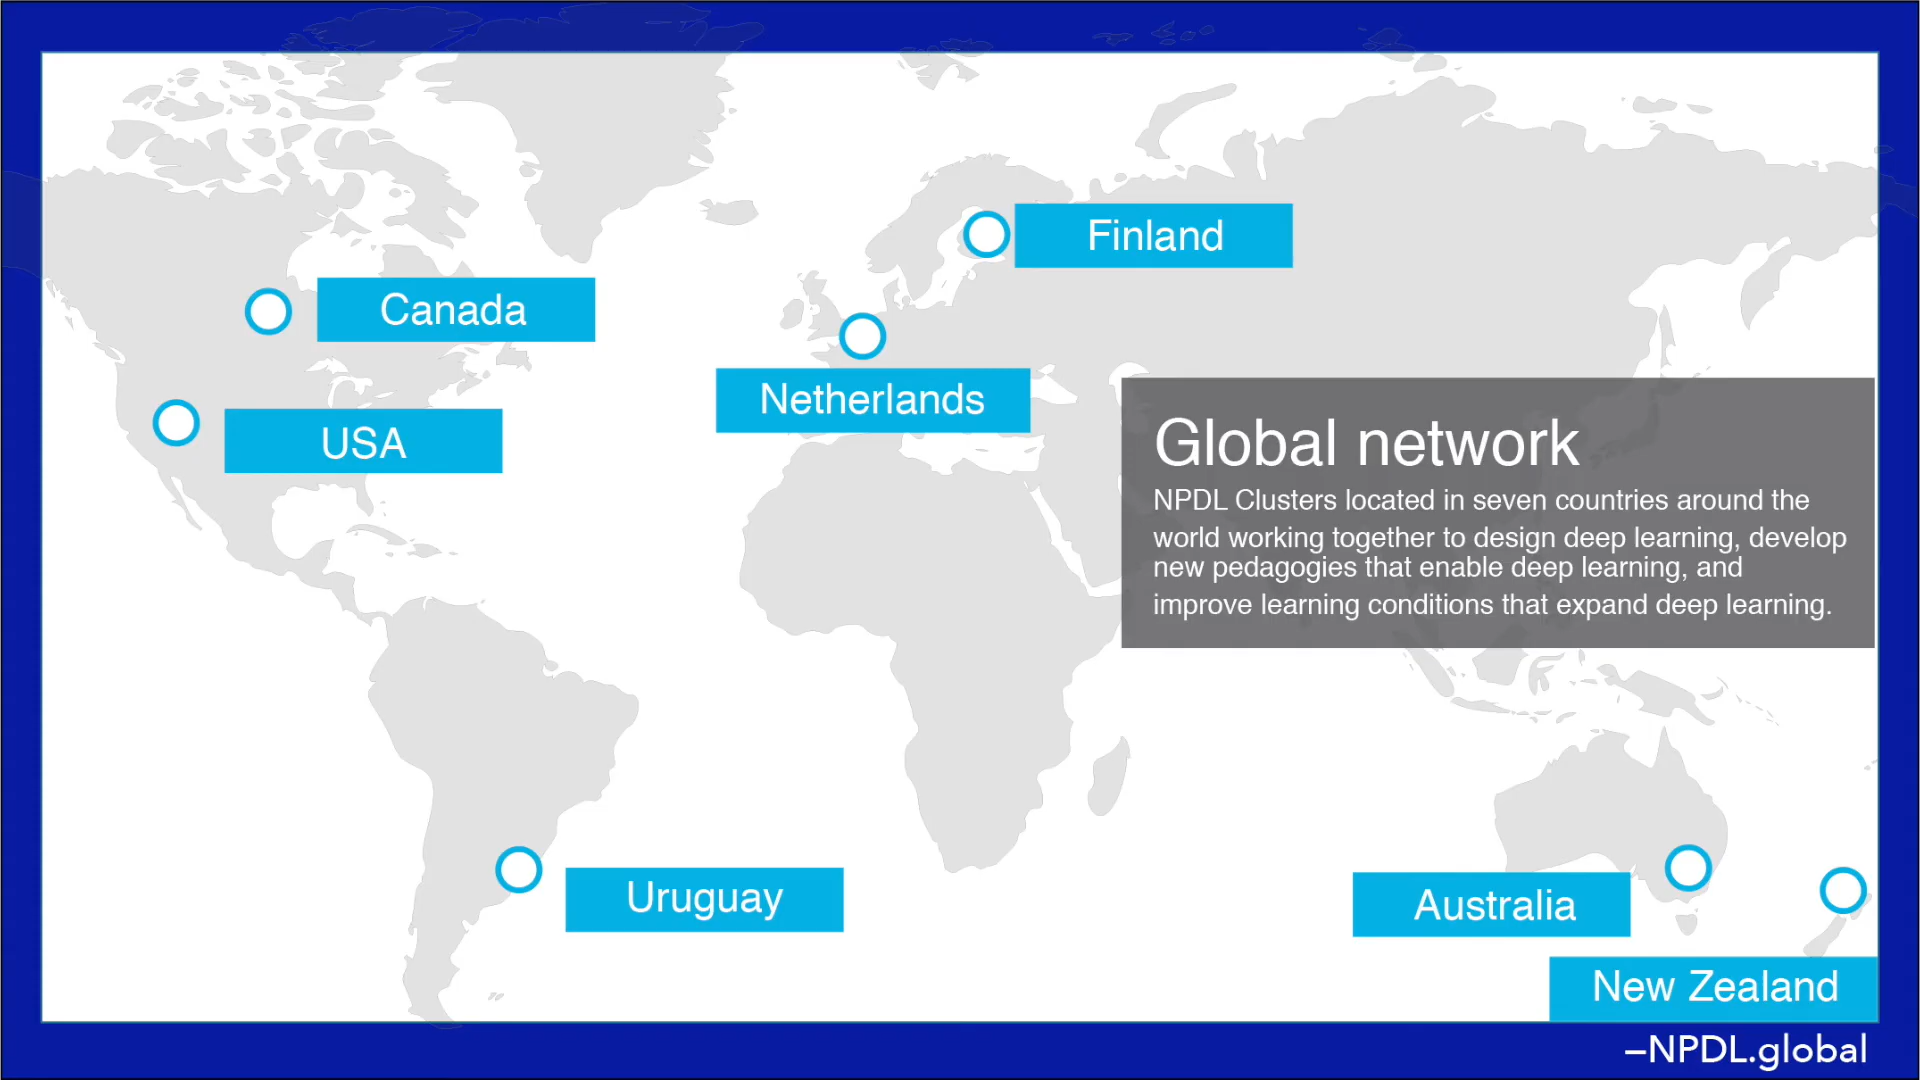 Finland
Canada
Netherlands
USA
Global network
NPDL Clusters located in seven countries around the
world working together to design deep learning, develop
new pedagogies that enable deep learning, and
improve learning conditions that expand deep learning.
Uruguay
Australia
New Zealand
–NPDL.global